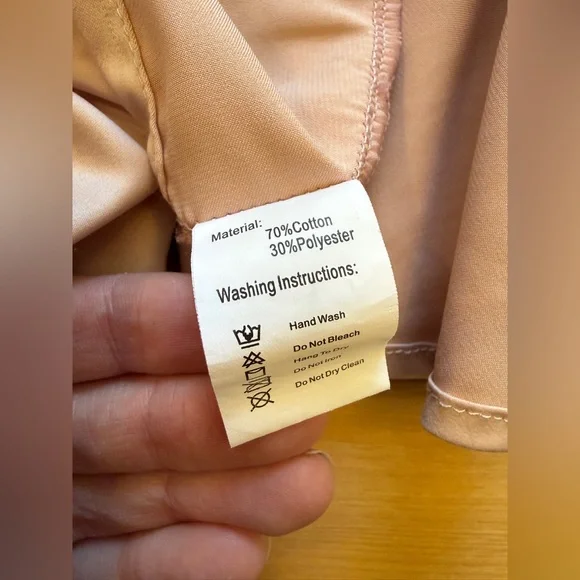 Material: 70%Cotton
30%Polyester
Washing Instructions:
Hand Wash
Do Not Bleach
Hang To Dry
Do Not Iron
Do Not Dry Clean